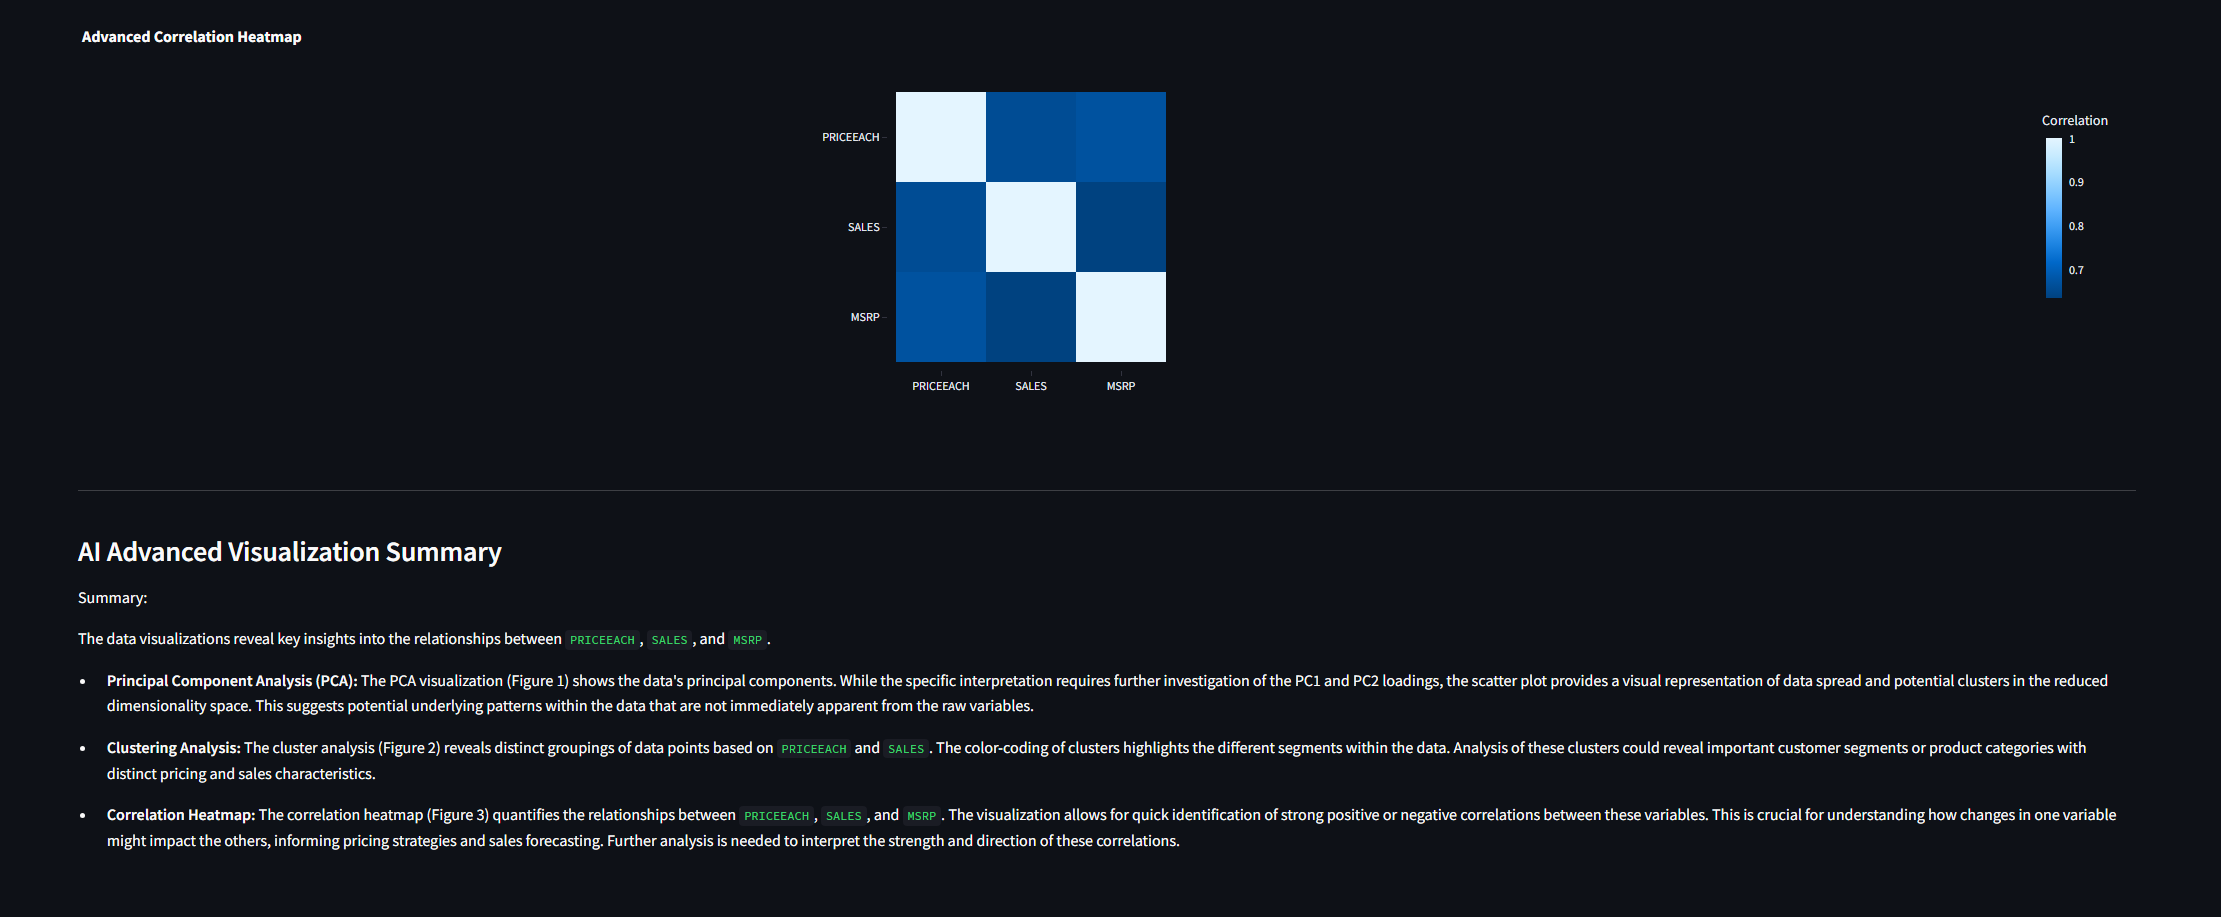 Advanced Correlation Heatmap
Correlation
1
PRICEEACH
0.9
SALES
0.8
0.7
MSRP
PRICEEACH SALES MSRP
AI Advanced Visualization Summary
Summary:
The data visualizations reveal key insights into the relationships between PRICEEACH, SALES, and MSRP.
• Principal Component Analysis (PCA): The PCA visualization (Figure 1) shows the data's principal components. While the specific interpretation requires further investigation of the PC1 and PC2 loadings, the scatter plot provides a visual representation of data spread and potential clusters in the reduced
dimensionality space. This suggests potential underlying patterns within the data that are not immediately apparent from the raw variables.
• Clustering Analysis: The cluster analysis (Figure 2) reveals distinct groupings of data points based on PRICEEACH and SALES. The color-coding of clusters highlights the different segments within the data. Analysis of these clusters could reveal important customer segments or product categories with
distinct pricing and sales characteristics.
• Correlation Heatmap: The correlation heatmap (Figure 3) quantifies the relationships between PRICEEACH, SALES, and MSRP. The visualization allows for quick identification of strong positive or negative correlations between these variables. This is crucial for understanding how changes in one variable
might impact the others, informing pricing strategies and sales forecasting. Further analysis is needed to interpret the strength and direction of these correlations.